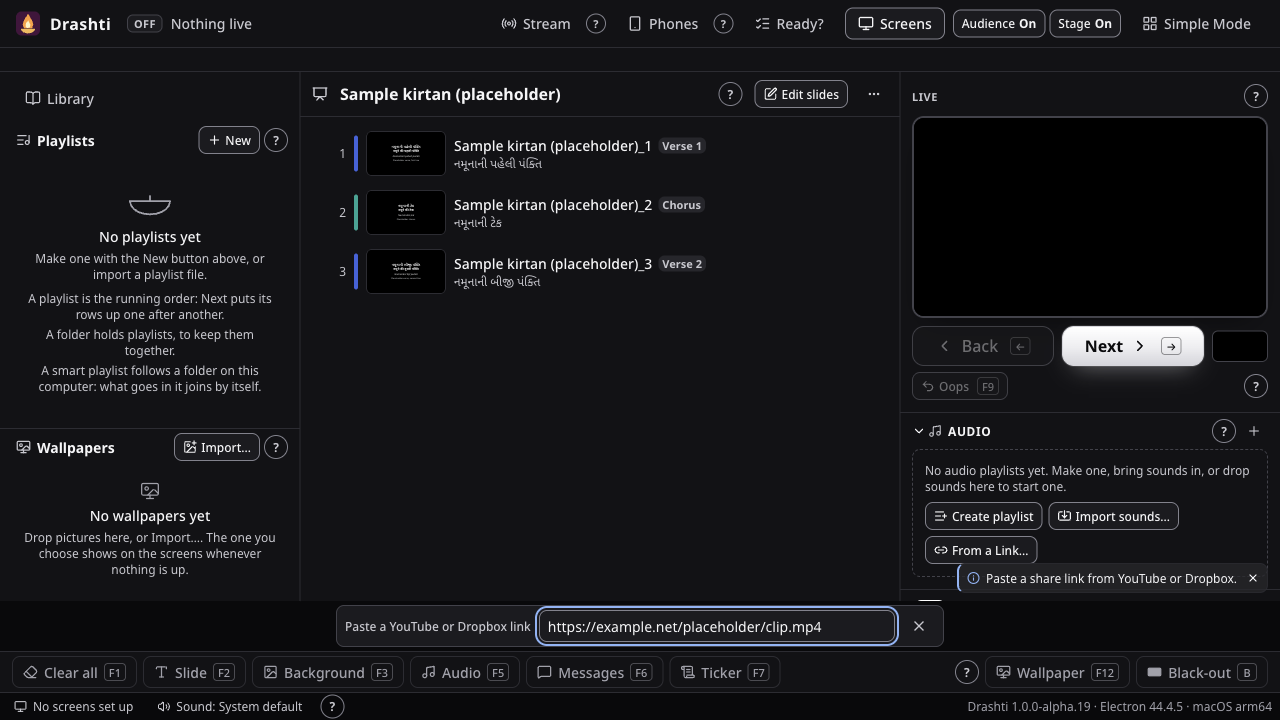 Drashti
OFF
Nothing live
Stream
?
Phones
?
Ready?
Screens
Audience On
Stage On
Simple Mode
Library
Playlists
New
?
No playlists yet
Make one with the New button above, or
import a playlist file.
A playlist is the running order: Next puts its
rows up one after another.
A folder holds playlists, to keep them
together.
A smart playlist follows a folder on this
computer: what goes in it joins by itself.
Wallpapers
Import...
?
No wallpapers yet
Drop pictures here, or Import.... The one you
choose shows on the screens whenever
nothing is up.
Sample kirtan (placeholder)
?
Edit slides
1
Sample kirtan (placeholder)_1 Verse 1
નમૂનાની પહેલી પંક્તિ
2
Sample kirtan (placeholder)_2 Chorus
નમૂનાની ટેક
3
Sample kirtan (placeholder)_3 Verse 2
નમૂનાની બીજી પંક્તિ
LIVE
?
Back
Next
Oops F9
?
AUDIO
?
No audio playlists yet. Make one, bring sounds in, or drop
sounds here to start one.
Create playlist
Import sounds...
From a Link...
Paste a share link from YouTube or Dropbox.
Paste a YouTube or Dropbox link
https://example.net/placeholder/clip.mp4
Clear all F1
Slide F2
Background F3
Audio F5
Messages F6
Ticker F7
?
Wallpaper F12
Black-out B
No screens set up
Sound: System default
?
Drashti 1.0.0-alpha.19 · Electron 44.4.5 · macOS arm64